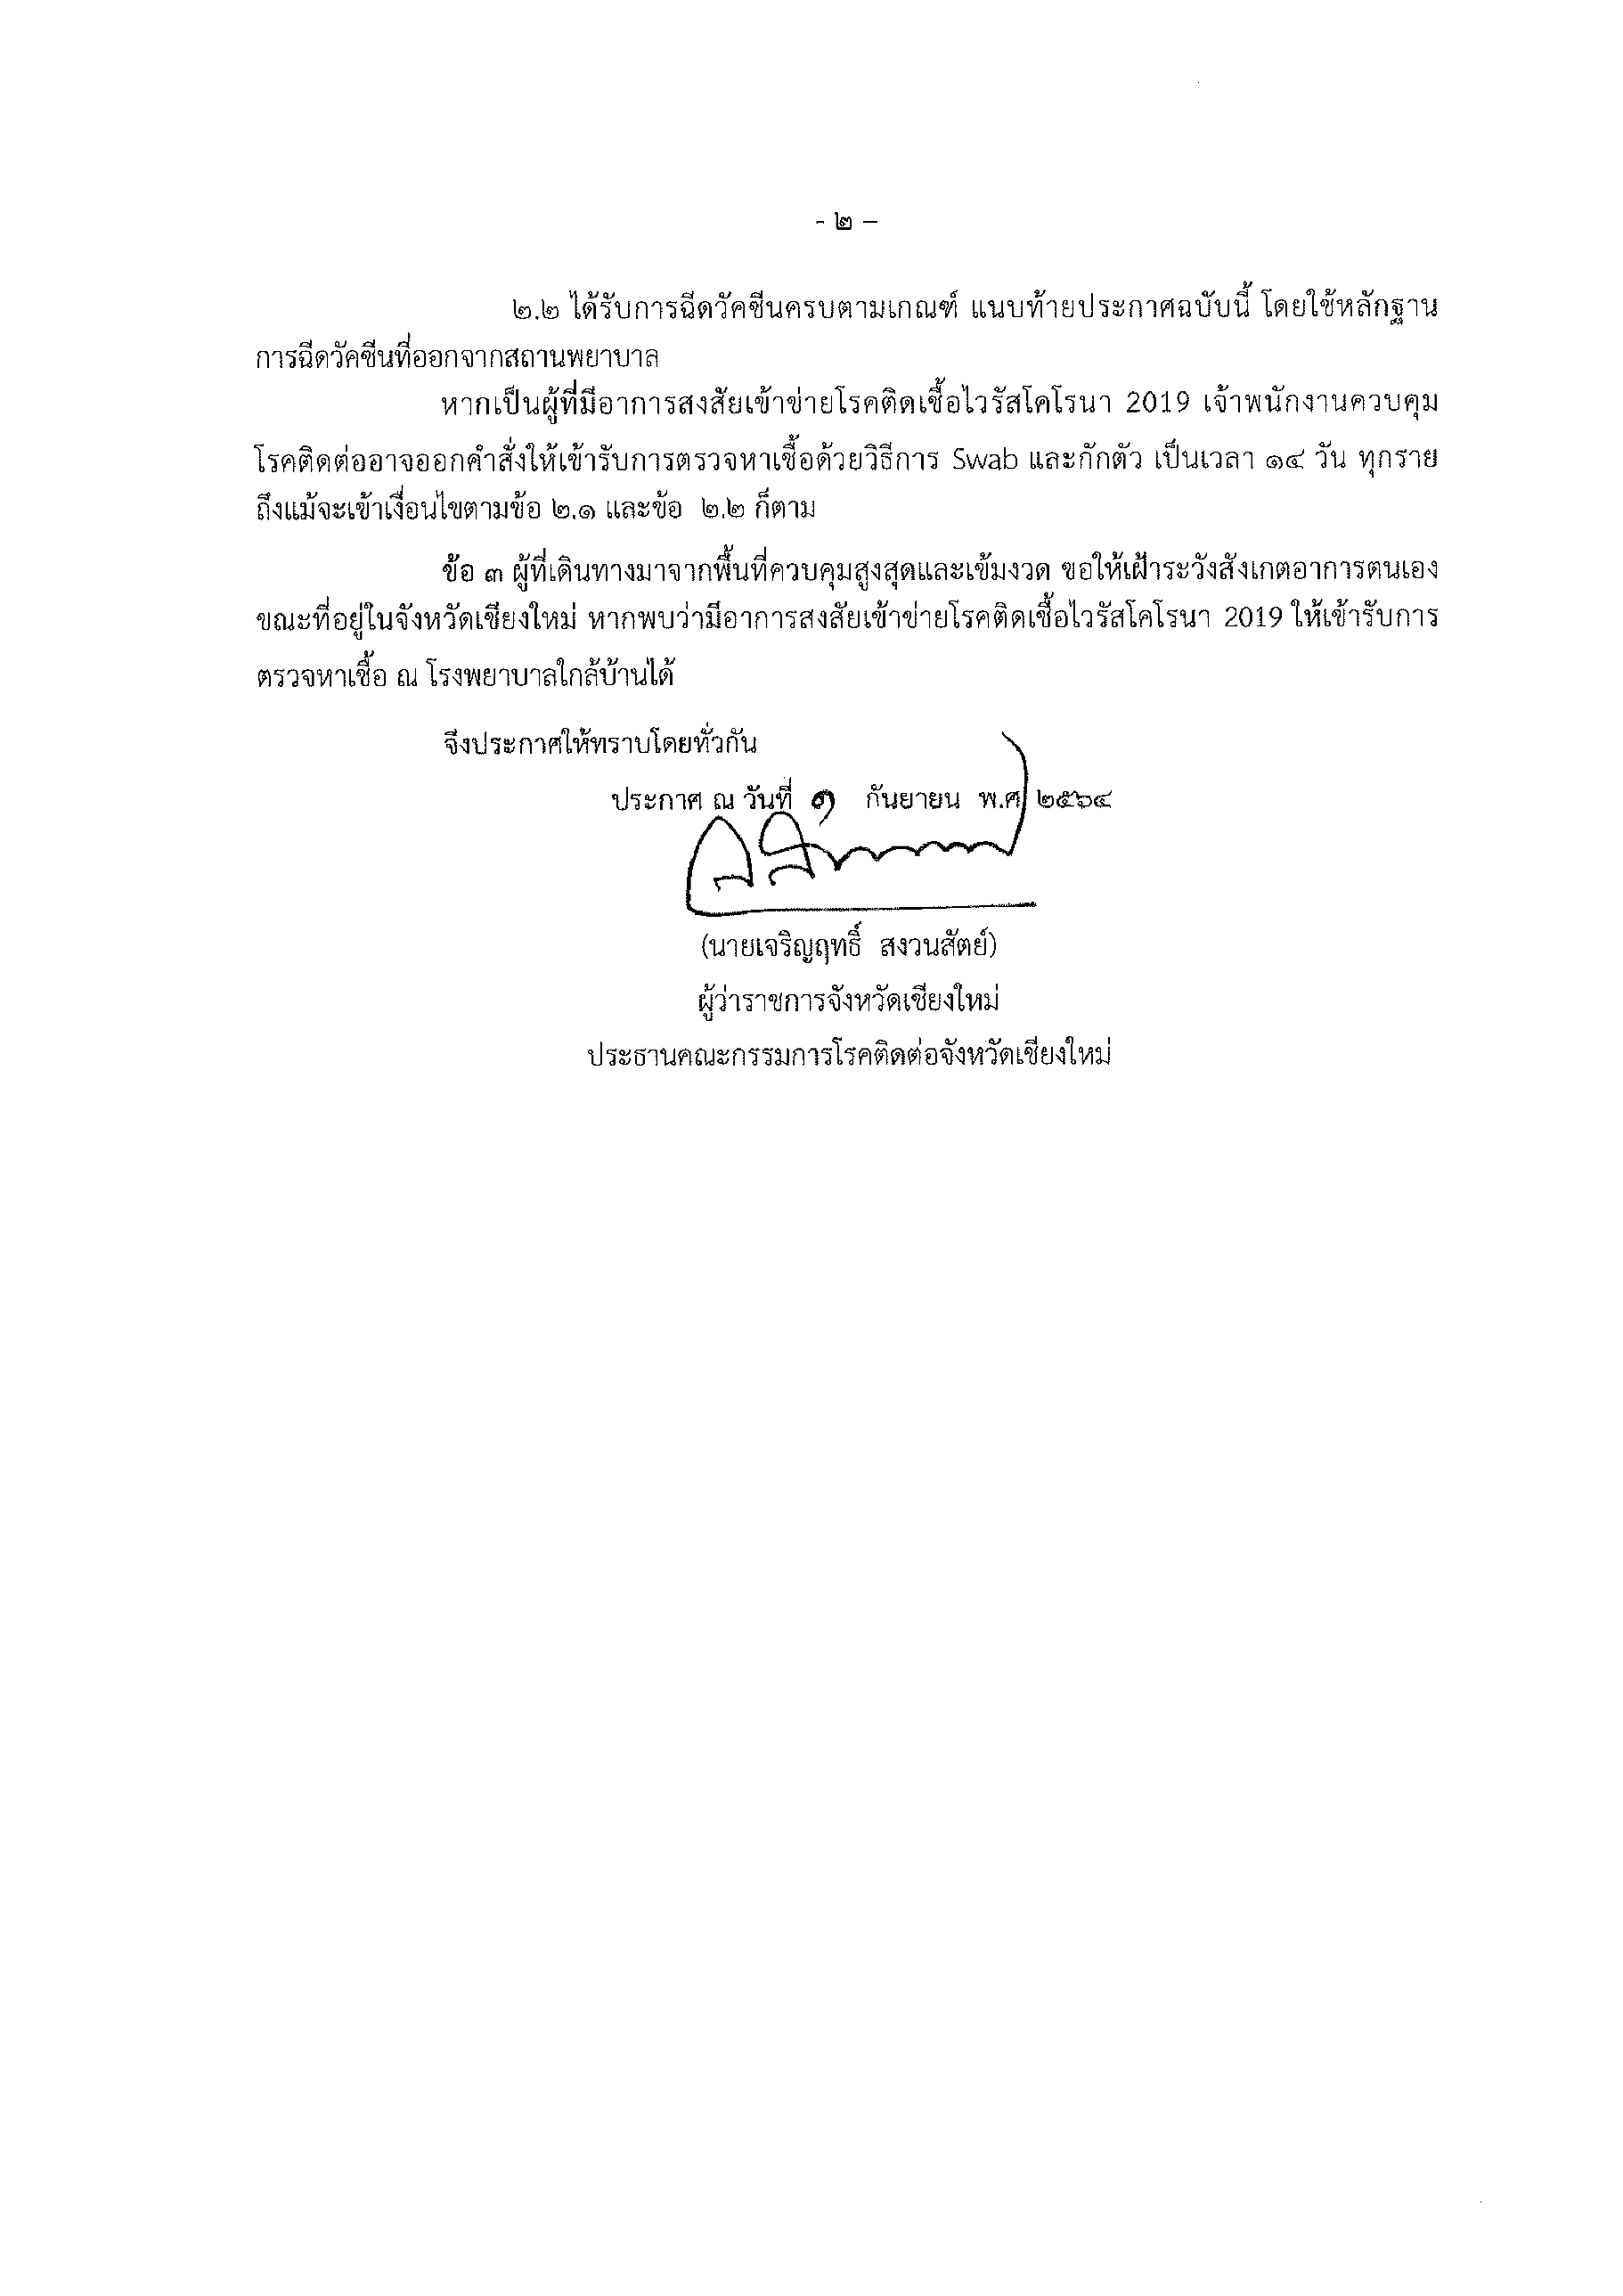 - ๒ –
๒.๒ ได้รับการฉีดวัคซีนครบตามเกณฑ์ แนบท้ายประกาศฉบับนี้ โดยใช้หลักฐาน
การฉีดวัคซีนที่ออกจากสถานพยาบาล
หากเป็นผู้ที่มีอาการสงสัยเข้าข่ายโรคติดเชื้อไวรัสโคโรนา 2019 เจ้าพนักงานควบคุม
โรคติดต่ออาจออกคำสั่งให้เข้ารับการตรวจหาเชื้อด้วยวิธีการ Swab และกักตัว เป็นเวลา ๑๔ วัน ทุกราย
ถึงแม้จะเข้าเงื่อนไขตามข้อ ๒.๑ และข้อ ๒.๒ ก็ตาม
ข้อ ๓ ผู้ที่เดินทางมาจากพื้นที่ควบคุมสูงสุดและเข้มงวด ขอให้เฝ้าระวังสังเกตอาการตนเอง
ขณะที่อยู่ในจังหวัดเชียงใหม่ หากพบว่ามีอาการสงสัยเข้าข่ายโรคติดเชื้อไวรัสโคโรนา 2019 ให้เข้ารับการ
ตรวจหาเชื้อ ณ โรงพยาบาลใกล้บ้านได้
จึงประกาศให้ทราบโดยทั่วกัน
ประกาศ ณ วันที่ ๑ กันยายน พ.ศ. ๒๕๖๔
(นายเจริญฤทธิ์ สงวนสัตย์)
ผู้ว่าราชการจังหวัดเชียงใหม่
ประธานคณะกรรมการโรคติดต่อจังหวัดเชียงใหม่